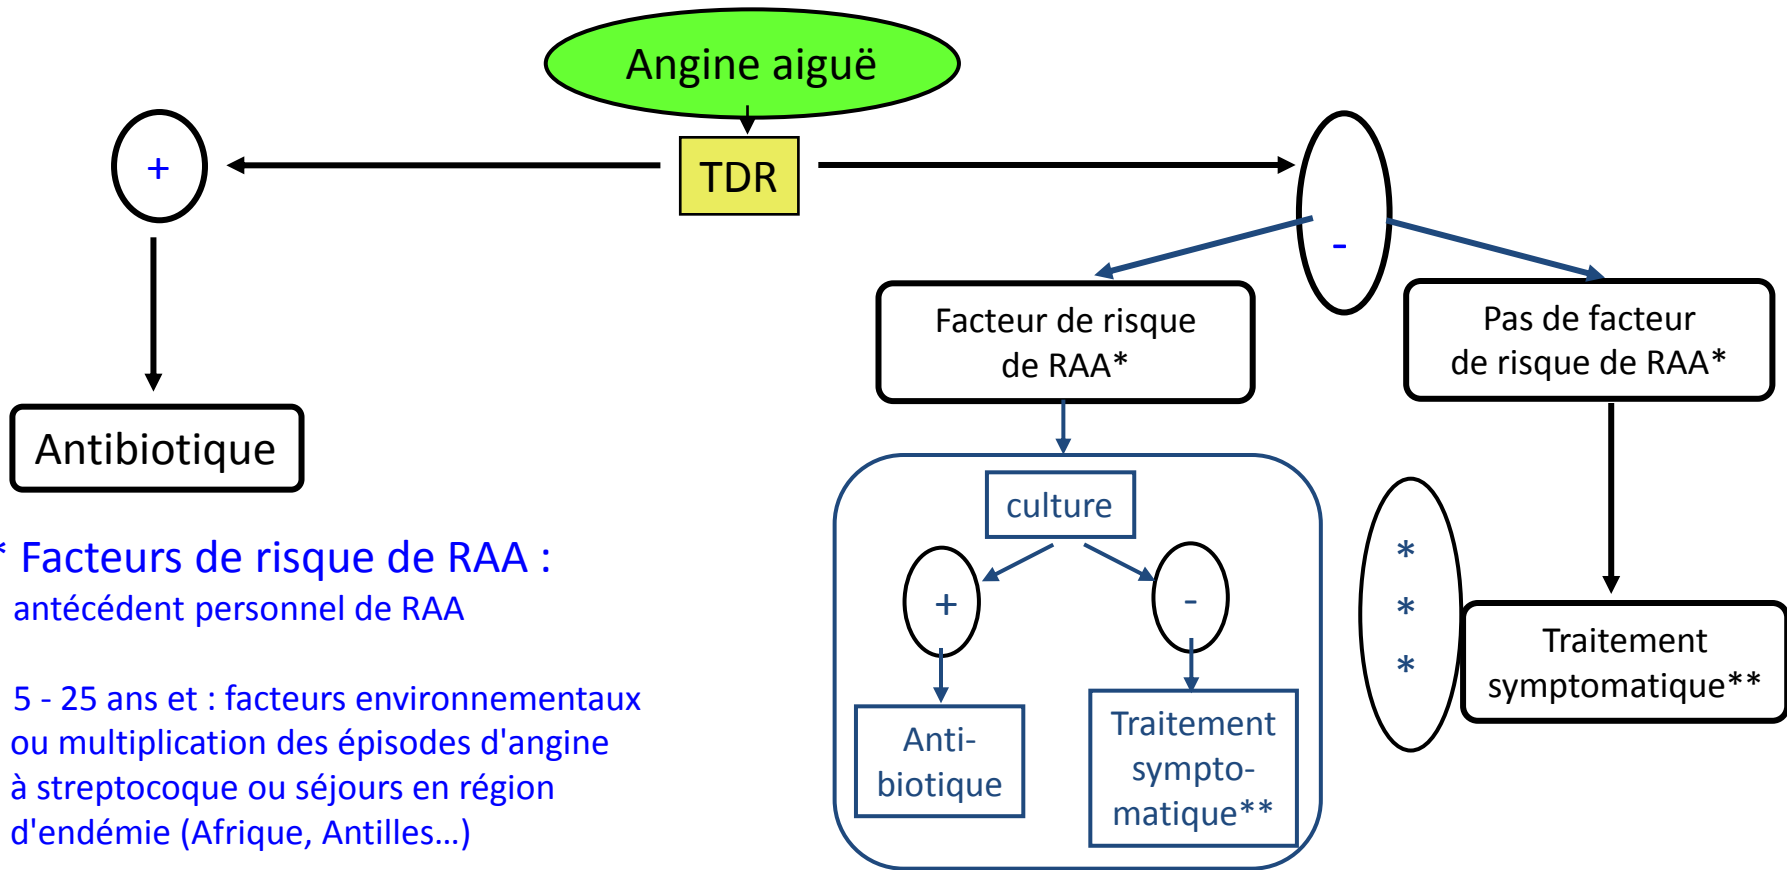 Angine aiguë
TDR
+
-
Facteur de risque
de RAA*
Pas de facteur
de risque de RAA*
Antibiotique
culture
+
-
Anti-
biotique
Traitement
sympto-
matique**
*
*
*
Traitement
symptomatique**
* Facteurs de risque de RAA :
antécédent personnel de RAA
5 - 25 ans et : facteurs environnementaux
ou multiplication des épisodes d'angine
à streptocoque ou séjours en région
d'endémie (Afrique, Antilles...)